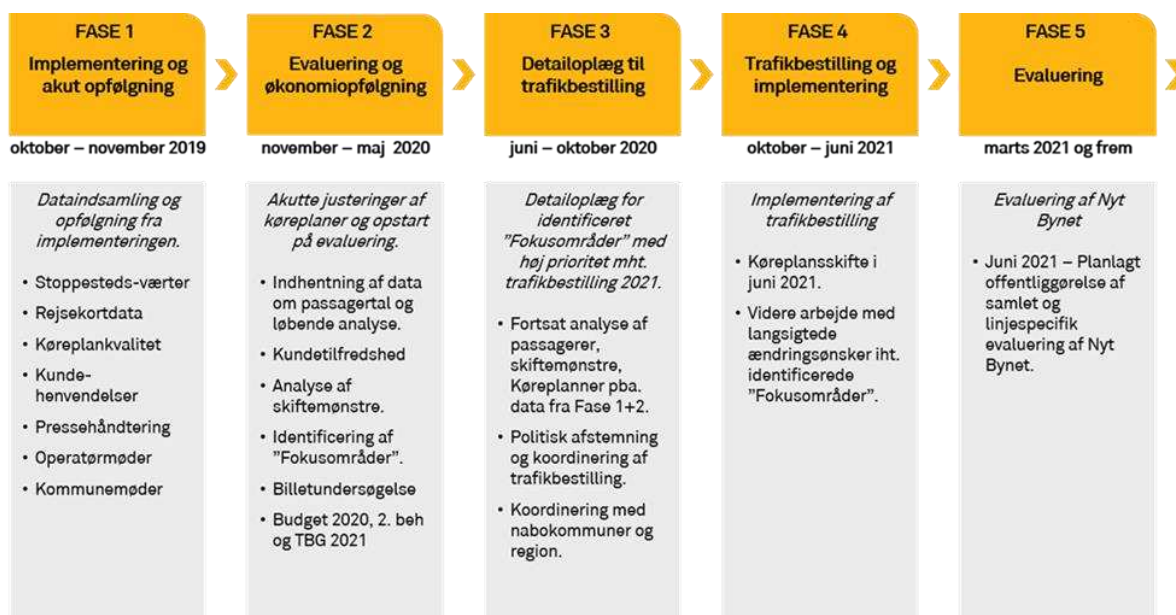 FASE 1
Implementering og
akut opfølgning
oktober – november 2019
Dataindsamling og
opfølgning fra
implementeringen.
• Stoppesteds-værter
• Rejsekortdata
• Køreplankvalitet
• Kunde-
henvendelser
• Pressehåndtering
• Operatørmøder
• Kommunemøder
FASE 2
Evaluering og
økonomiopfølgning
november – maj 2020
Akutte justeringer af
køreplaner og opstart
på evaluering.
• Indhentning af data
om passagertal og
løbende analyse.
• Kundetilfredshed
• Analyse af
skiftemønstre.
• Identificering af
"Fokusområder".
• Billetundersøgelse
• Budget 2020, 2. beh
og TBG 2021
FASE 3
Detailoplæg til
trafikbestilling
juni – oktober 2020
Detailoplæg for
identificeret
"Fokusområder" med
høj prioritet mht.
trafikbestilling 2021.
• Fortsat analyse af
passagerer,
skiftemønstre,
Køreplanner pba.
data fra Fase 1+2.
• Politisk afstemning
og koordinering af
trafikbestilling.
• Koordinering med
nabokommuner og
region.
FASE 4
Trafikbestilling og
implementering
oktober – juni 2021
Implementering af
trafikbestilling
• Køreplansskifte i
juni 2021.
• Videre arbejde med
langsigtede
ændringsønsker iht.
identificerede
"Fokusområder".
FASE 5
Evaluering
marts 2021 og frem
Evaluering af Nyt
Bynet
• Juni 2021 – Planlagt
offentliggørelse af
samlet og
linjespecifik
evaluering af Nyt
Bynet.